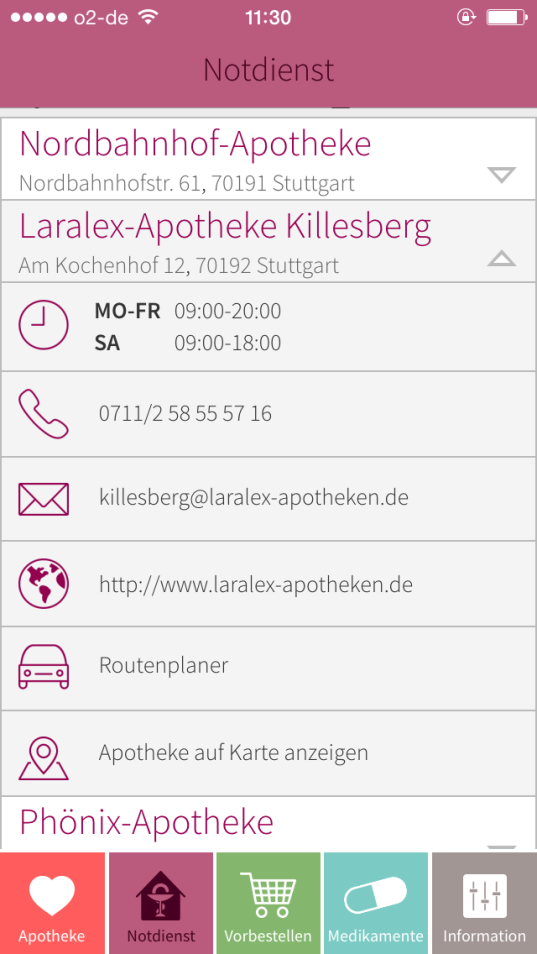 o2-de 11:30
Notdienst
Nordbahnhof-Apotheke
Nordbahnhofstr. 61, 70191 Stuttgart
Laralex-Apotheke Killesberg
Am Kochenhof 12, 70192 Stuttgart
MO-FR 09:00-20:00
SA 09:00-18:00
0711/2 58 55 57 16
killesberg@laralex-apotheken.de
http://www.laralex-apotheken.de
Routenplaner
Apotheke auf Karte anzeigen
Phönix-Apotheke
Apotheke Notdienst Vorbestellen Medikamente Information